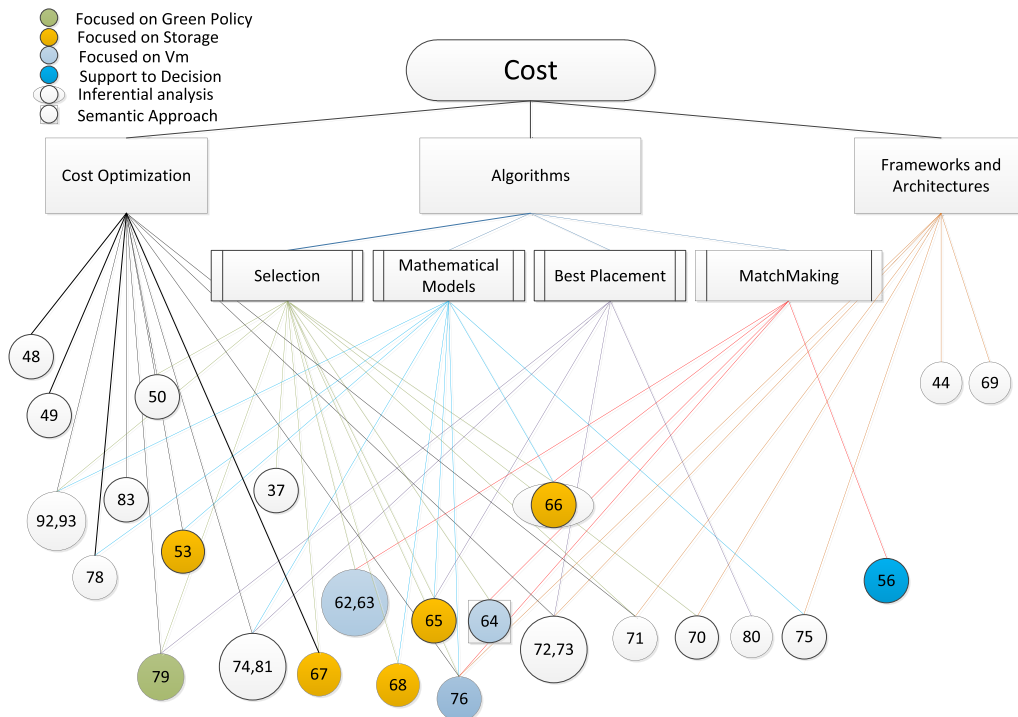 Focused on Green Policy
Focused on Storage
Focused on Vm
Support to Decision
Inferential analysis
Semantic Approach
Cost
Cost Optimization
Algorithms
Frameworks and
Architectures
Selection
Mathematical
Models
Best Placement
MatchMaking
48
49
50
44
69
92,93
83
37
66
53
78
56
62,63
65
64
72,73
71
70
80
75
79
74,81
67
68
76